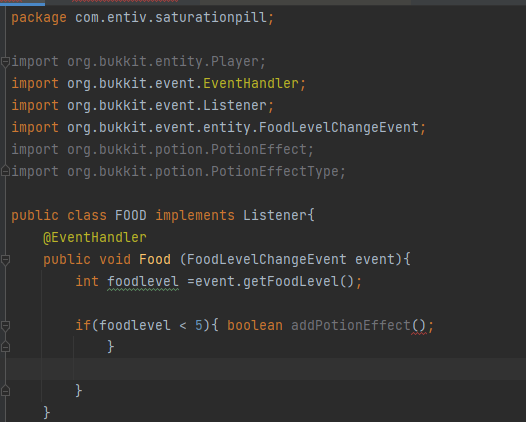 package com.entiv.saturationpill;
import org.bukkit.entity.Player;
import org.bukkit.event.EventHandler;
import org.bukkit.event.Listener;
import org.bukkit.event.entity.FoodLevelChangeEvent;
import org.bukkit.potion.PotionEffect;
import org.bukkit.potion.PotionEffectType;
public class FOOD implements Listener{
@EventHandler
public void Food (FoodLevelChangeEvent event){
int foodlevel =event.getFoodLevel();
if(foodlevel < 5){ boolean addPotionEffect();
}
}
}